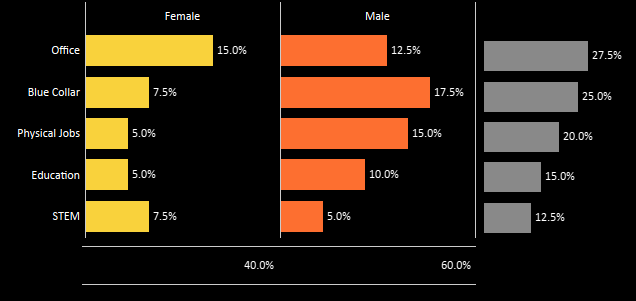 Female Male
Office 15.0% 12.5% 27.5%
Blue Collar 7.5% 17.5% 25.0%
Physical Jobs 5.0% 15.0% 20.0%
Education 5.0% 10.0% 15.0%
STEM 7.5% 5.0% 12.5%
40.0% 60.0%